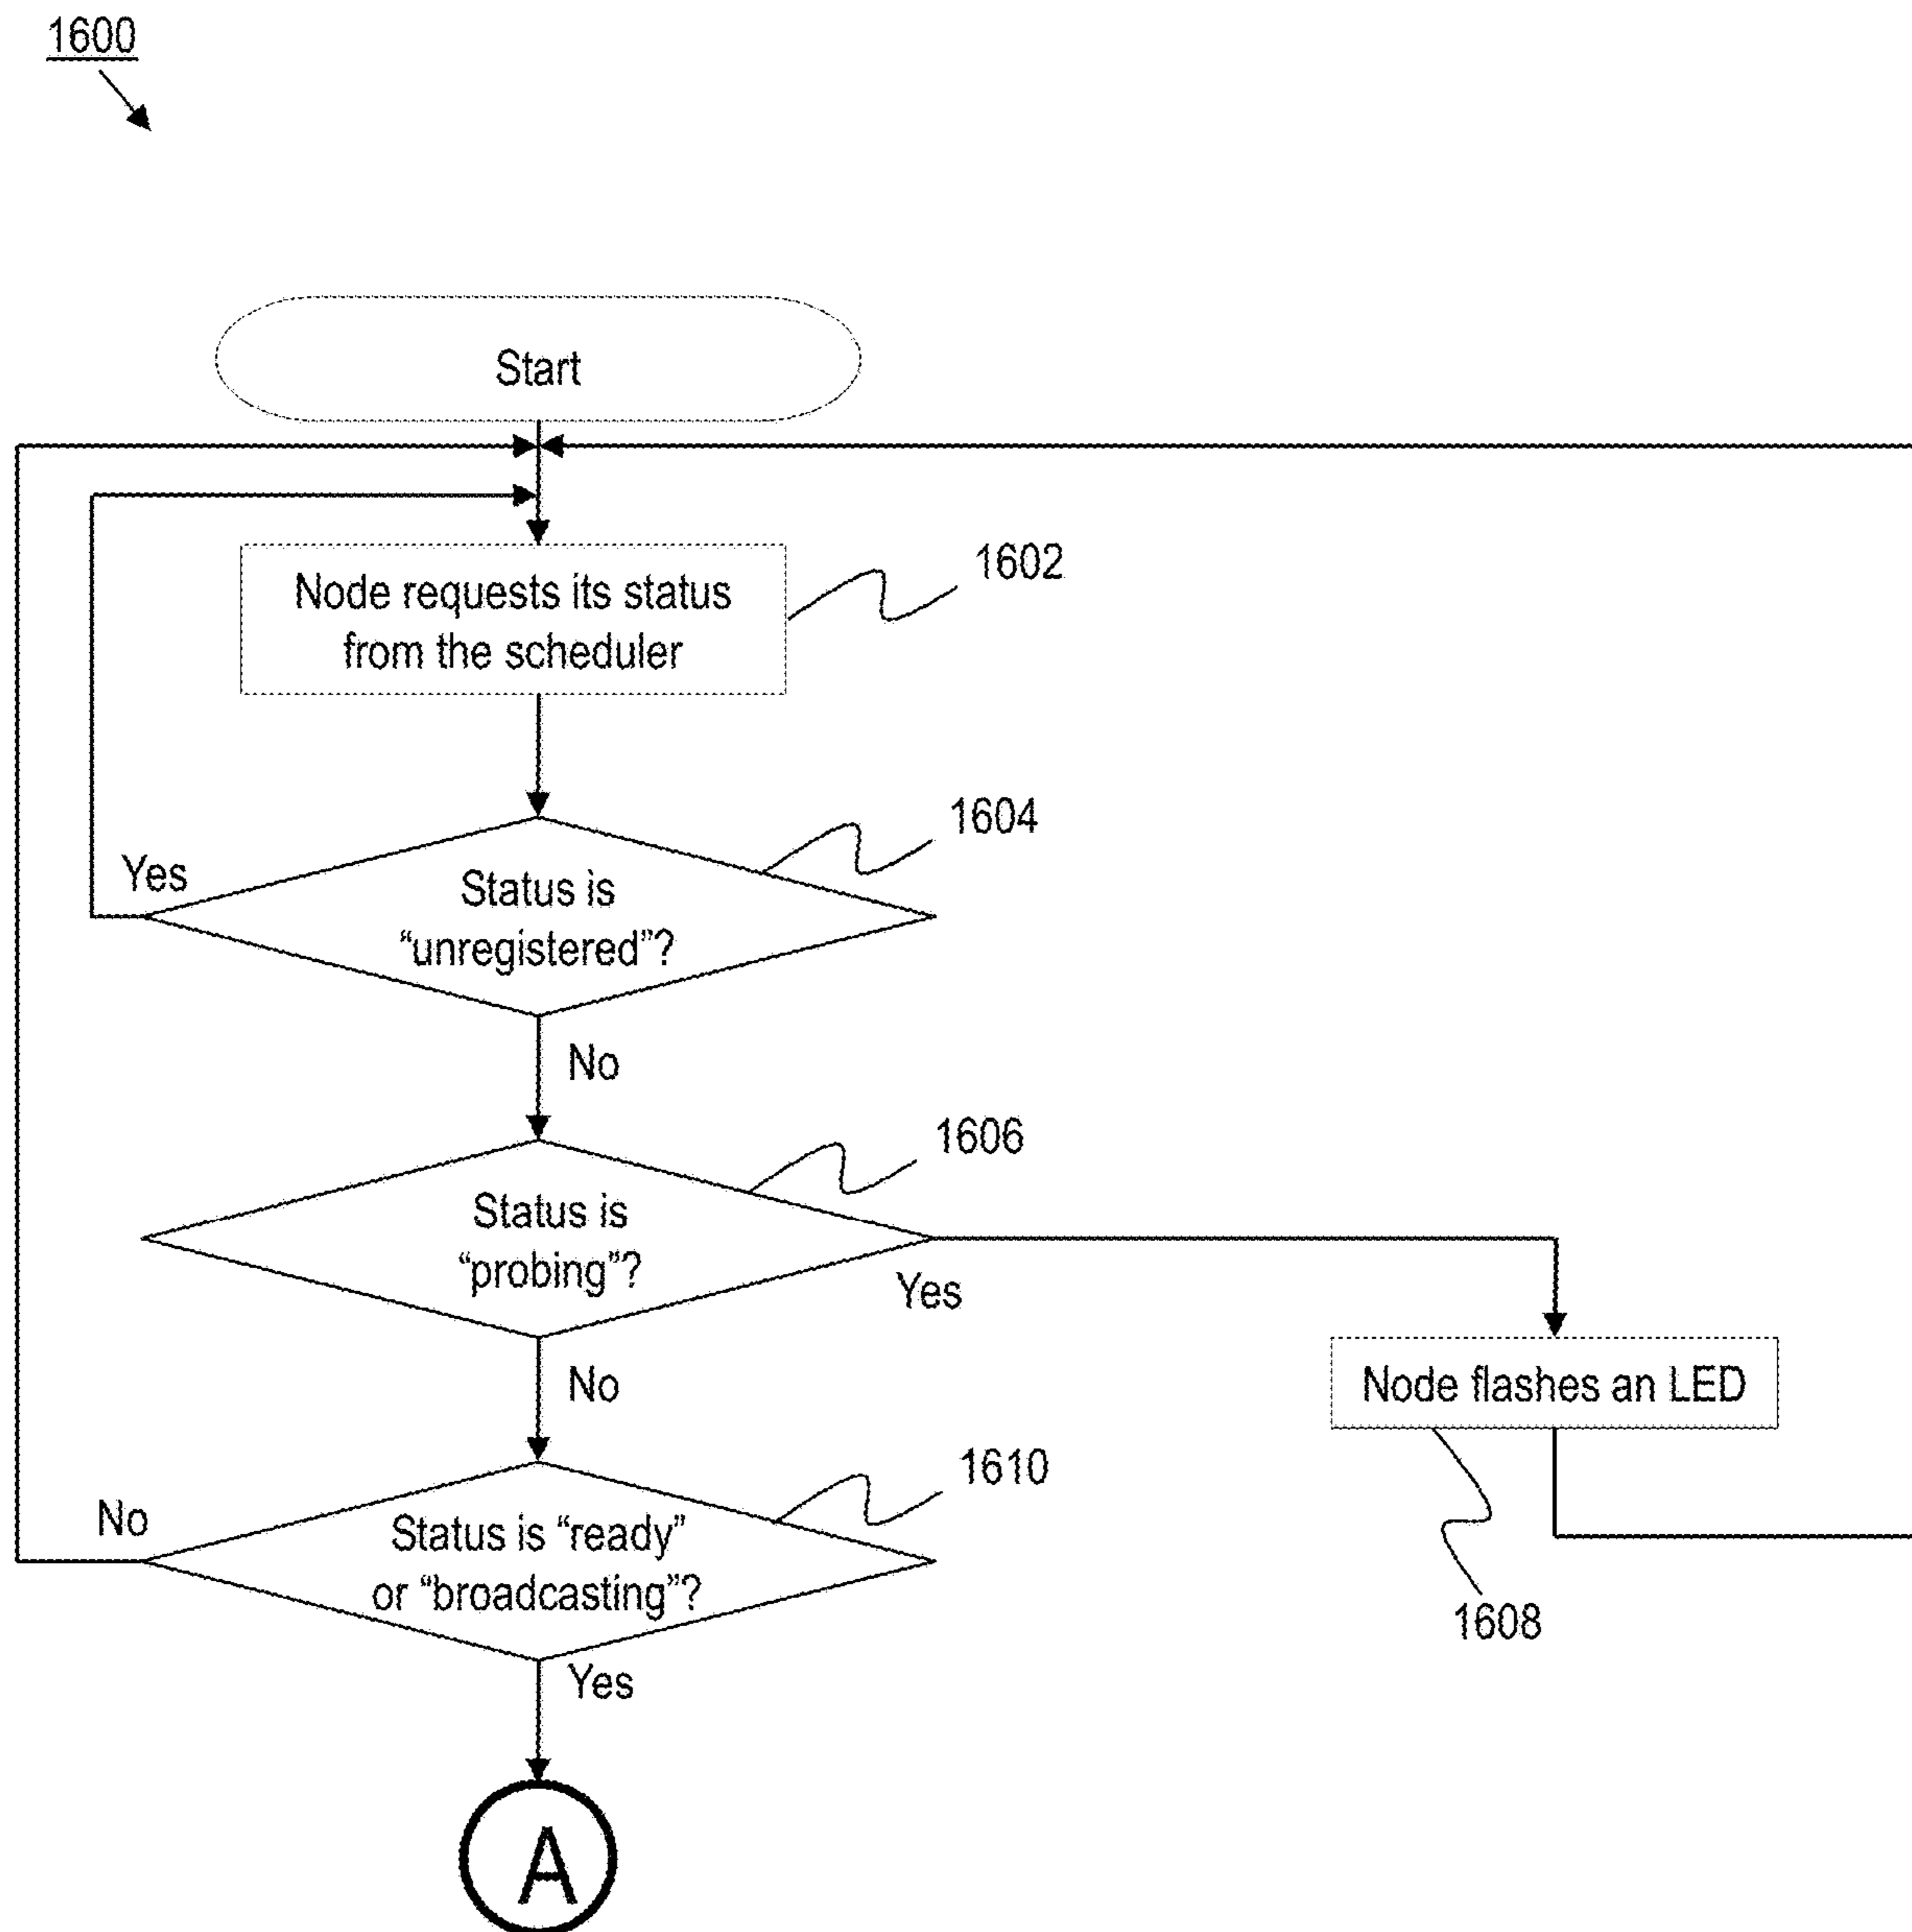 1600
Start
Node requests its status
from the scheduler
1602
1604
Yes
Status is
“unregistered”?
No
1606
Status is
“probing”?
Yes
No
Node flashes an LED
1610
No
Status is “ready”
or “broadcasting”?
1608
Yes
A